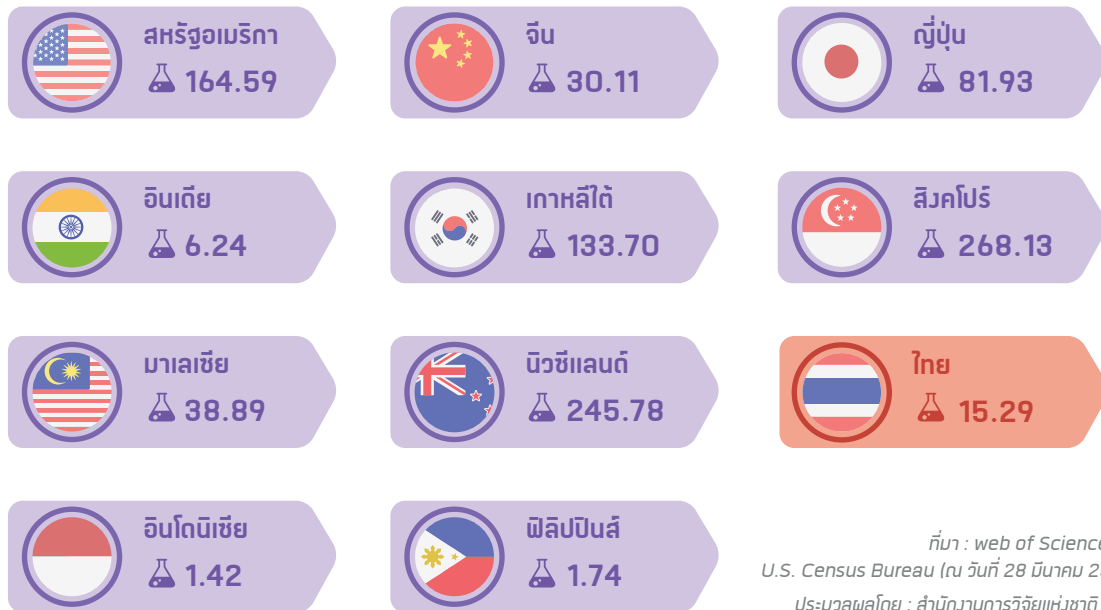 สหรัฐอเมริกา
164.59
จีน
30.11
ญี่ปุ่น
81.93
อินเดีย
6.24
เกาหลีใต้
133.70
สิงคโปร์
268.13
มาเลเซีย
38.89
นิวซีแลนด์
245.78
ไทย
15.29
อินโดนิเซีย
1.42
ฟิลิปปินส์
1.74
ที่มา : web of Science
U.S. Census Bureau (ณ วันที่ 28 มีนาคม
ประมวลผลโดย : สำนักงานการวิจัยแห่งชาติ